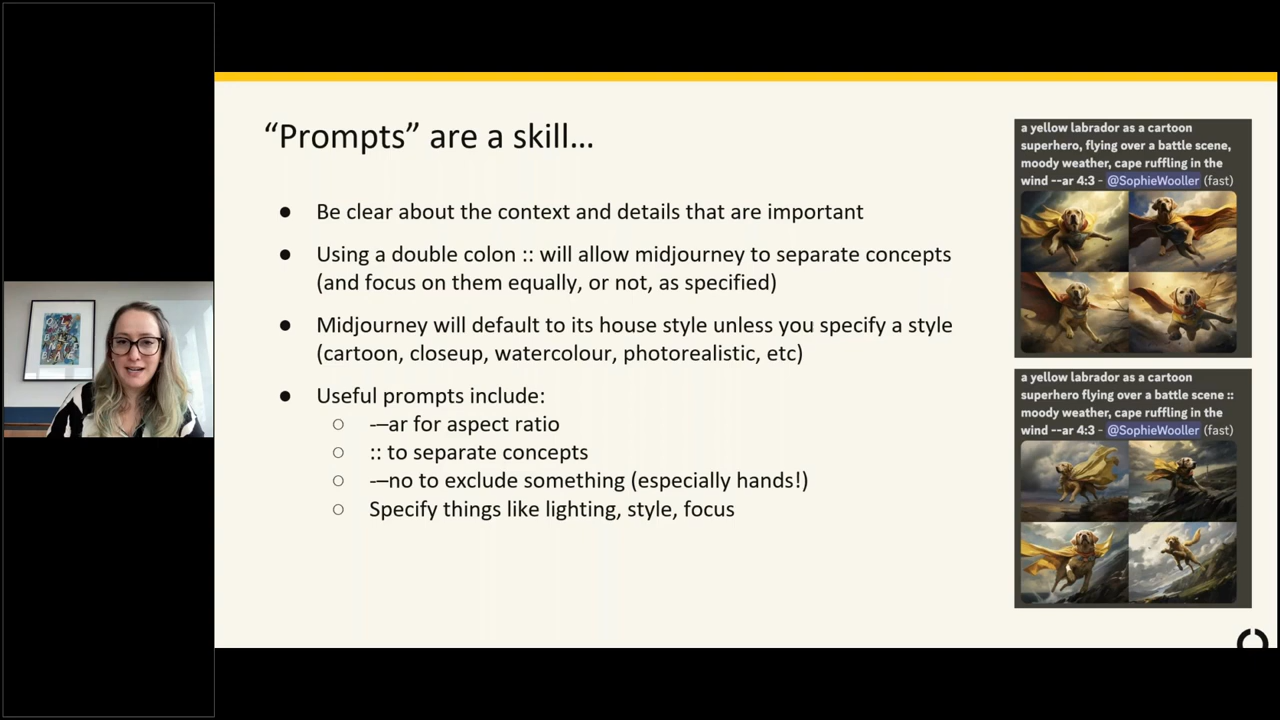 “Prompts” are a skill…
● Be clear about the context and details that are important
● Using a double colon :: will allow midjourney to separate concepts
(and focus on them equally, or not, as specified)
● Midjourney will default to its house style unless you specify a style
(cartoon, closeup, watercolour, photorealistic, etc)
● Useful prompts include:
○ -–ar for aspect ratio
○ :: to separate concepts
○ -–no to exclude something (especially hands!)
○ Specify things like lighting, style, focus
a yellow labrador as a cartoon
superhero, flying over a battle scene,
moody weather, cape ruffling in the
wind --ar 4:3 - @SophieWooller (fast)
a yellow labrador as a cartoon
superhero flying over a battle scene ::
moody weather, cape ruffling in the
wind --ar 4:3 - @SophieWooller (fast)